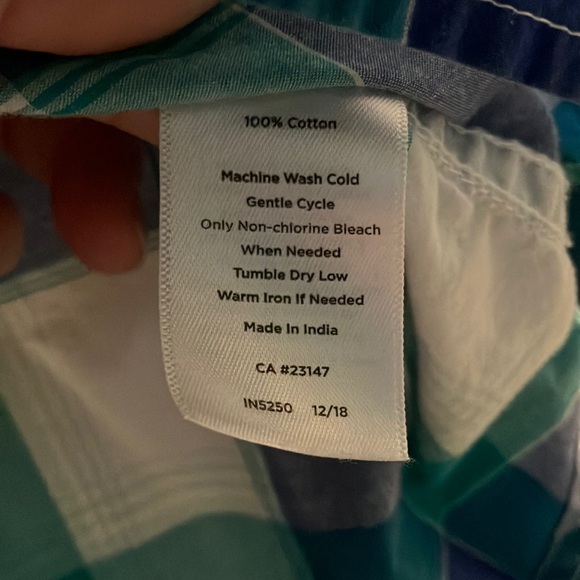 100% Cotton
Machine Wash Cold
Gentle Cycle
Only Non-chlorine Bleach
When Needed
Tumble Dry Low
Warm Iron If Needed
Made In India
CA #23147
IN5250 12/18